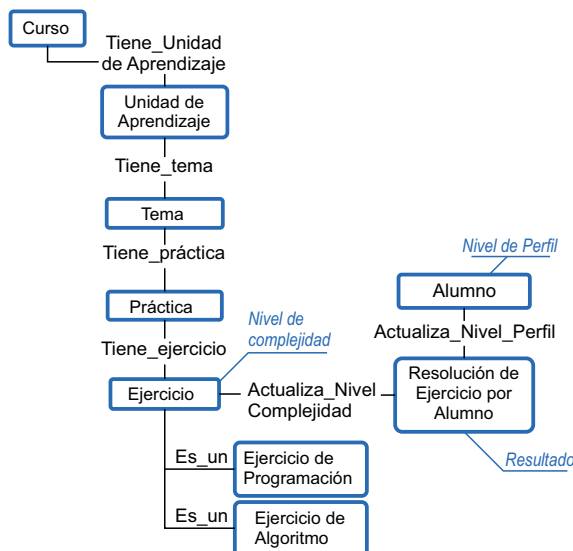 Curso
Tiene_Unidad
de Aprendizaje
Unidad de
Aprendizaje
Tiene_tema
Tema
Tiene_práctica
Práctica
Tiene_ejercicio
Nivel de
complejidad
Nivel de Perfil
Alumno
Actualiza_Nivel_Perfil
Ejercicio
Actualiza_Nivel
Complejidad
Resolución de
Ejercicio por
Alumno
Resultado
Es_un
Ejercicio de
Programación
Es_un
Ejercicio de
Algoritmo